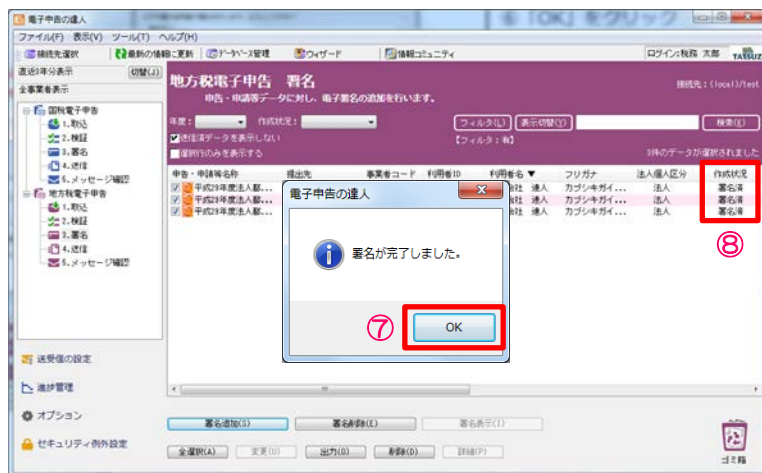 ⑥「OK」をクリック
電子申告の達人
ファイル(F) 表示(V) ツール(T) ヘルプ(H)
接続先選択 最新の情報に更新 データベース管理 ウィザード 情報コミュニティ ログイン:税務 太郎 TATSUZ
直近3年分表示 切替(J)
全事業者表示
国税電子申告
1.取込
2.検証
3.署名
4.送信
5.メッセージ確認
地方税電子申告
1.取込
2.検証
3.署名
4.送信
5.メッセージ確認
送受信の設定
進捗管理
オプション
セキュリティ例外設定
地方税電子申告 署名
接続先:(local)/test
申告・申請等データに対し、電子署名の追加を行います。
年度: 作成状況: フィルタ(L) 表示切替(Y) 検索(K)
送信済データを表示しない 【フィルタ:有】
選択行のみを表示する 3件のデータが選択されました
申告・申請等名称 提出先 事業者コード 利用者ID 利用者名▼ フリガナ 法人個人区分 作成状況
平成29年度法人都... 会社 達人 カブシキガイ... 法人 署名済
平成29年度法人都... 会社 達人 カブシキガイ... 法人 署名済
平成29年度法人都... 会社 達人 カブシキガイ... 法人 署名済
⑧
電子申告の達人
署名が完了しました。
⑦ OK
署名追加(S) 署名削除(E) 署名表示(I)
全選択(A) 変更(U) 出力(O) 削除(D) 詳細(P)
ゴミ箱